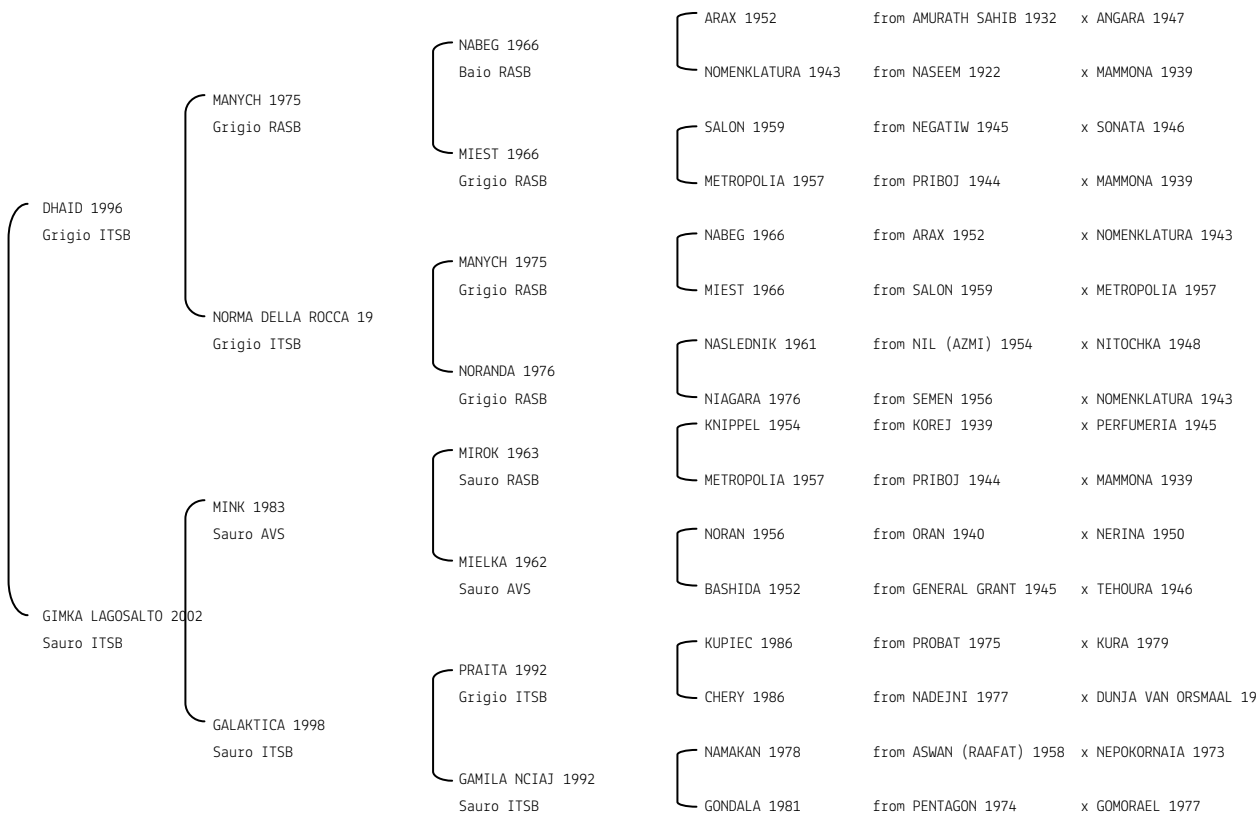 ARAX 1952 from AMURATH SAHIB 1932 x ANGARA 1947
NABEG 1966
Baio RASB
NOMENKLATURA 1943 from NASEEM 1922 x MAMMONA 1939
MANYCH 1975
Grigio RASB
SALON 1959 from NEGATIW 1945 x SONATA 1946
MIEST 1966
Grigio RASB
METROPOLIA 1957 from PRIBOJ 1944 x MAMMONA 1939
DHAID 1996
Grigio ITSB
NABEG 1966 from ARAX 1952 x NOMENKLATURA 1943
MANYCH 1975
Grigio RASB
MIEST 1966 from SALON 1959 x METROPOLIA 1957
NORMA DELLA ROCCA 19
Grigio ITSB
NASLEDNIK 1961 from NIL (AZMI) 1954 x NITOCHKA 1948
NORANDA 1976
Grigio RASB
NIAGARA 1976 from SEMEN 1956 x NOMENKLATURA 1943
KNIPPEL 1954 from KOREJ 1939 x PERFUMERIA 1945
MIROK 1963
Sauro RASB
METROPOLIA 1957 from PRIBOJ 1944 x MAMMONA 1939
MINK 1983
Sauro AVS
NORAN 1956 from ORAN 1940 x NERINA 1950
MIELKA 1962
Sauro AVS
BASHIDA 1952 from GENERAL GRANT 1945 x TEHOURA 1946
GIMKA LAGOSALTO 2002
Sauro ITSB
KUPIEC 1986 from PROBAT 1975 x KURA 1979
PRAITA 1992
Grigio ITSB
CHERY 1986 from NADEJNI 1977 x DUNJA VAN ORSMAAL 19
GALAKTICA 1998
Sauro ITSB
NAMAKAN 1978 from ASWAN (RAAFAT) 1958 x NEPOKORNAIA 1973
GAMILA NCIAJ 1992
Sauro ITSB
GONDALA 1981 from PENTAGON 1974 x GOMORAEL 1977